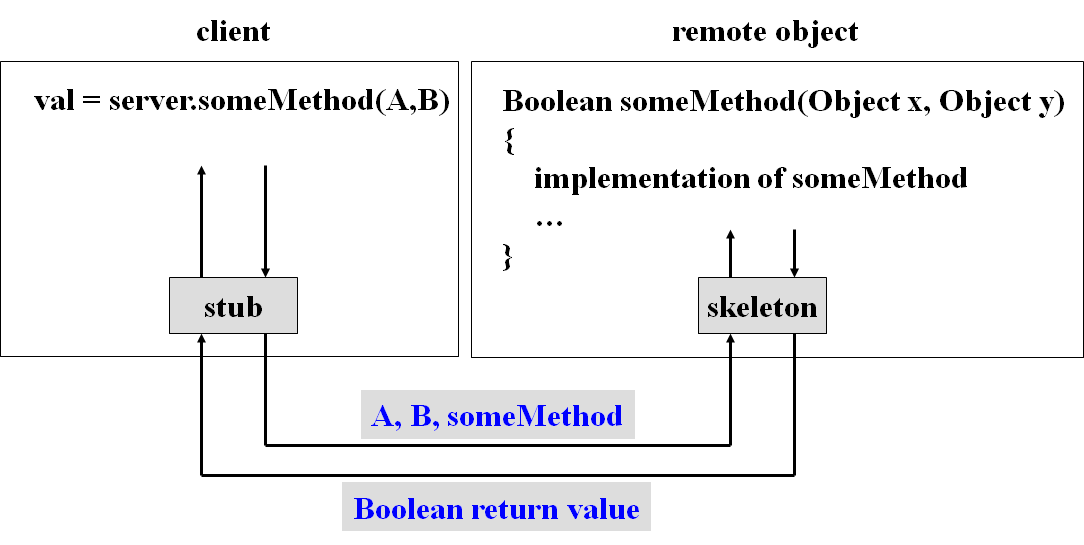 client
val = server.someMethod(A,B)
stub
remote object
Boolean someMethod(Object x, Object y)
{
implementation of someMethod
…
}
skeleton
A, B, someMethod
Boolean return value